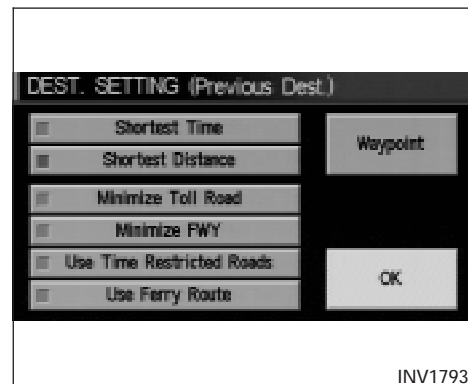 DEST. SETTING (Previous Dest.)
Shortest Time
Shortest Distance
Waypoint
Minimize Toll Road
Minimize FWY
Use Time Restricted Roads
Use Ferry Route
OK
INV1793